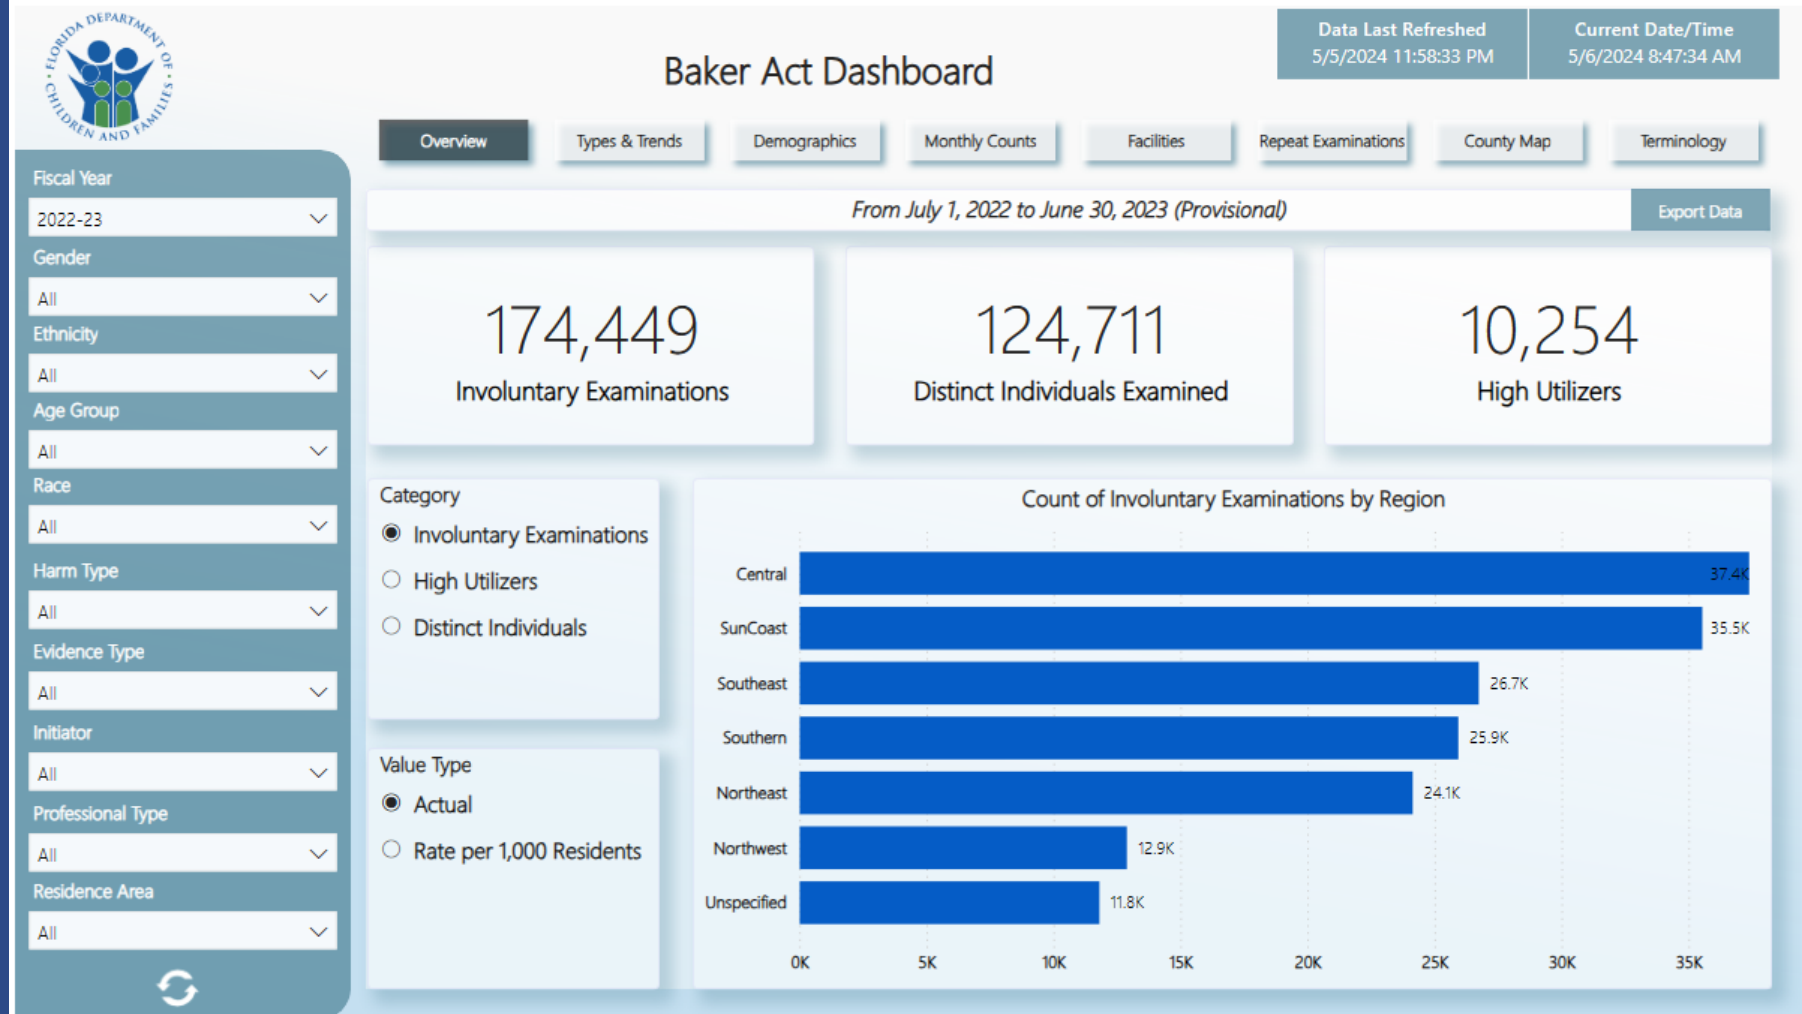 FLORIDA DEPARTMENT OF
CHILDREN AND FAMILIES
Baker Act Dashboard
Data Last Refreshed
5/5/2024 11:58:33 PM
Current Date/Time
5/6/2024 8:47:34 AM
Overview
Types & Trends
Demographics
Monthly Counts
Facilities
Repeat Examinations
County Map
Terminology
Fiscal Year
2022-23
Gender
All
Ethnicity
All
Age Group
All
Race
All
Harm Type
All
Evidence Type
All
Initiator
All
Professional Type
All
Residence Area
All
From July 1, 2022 to June 30, 2023 (Provisional)
Export Data
174,449
Involuntary Examinations
124,711
Distinct Individuals Examined
10,254
High Utilizers
Category
Involuntary Examinations
High Utilizers
Distinct Individuals
Value Type
Actual
Rate per 1,000 Residents
Count of Involuntary Examinations by Region
Central 37.4K
SunCoast 35.5K
Southeast 26.7K
Southern 25.9K
Northeast 24.1K
Northwest 12.9K
Unspecified 11.8K
0K 5K 10K 15K 20K 25K 30K 35K